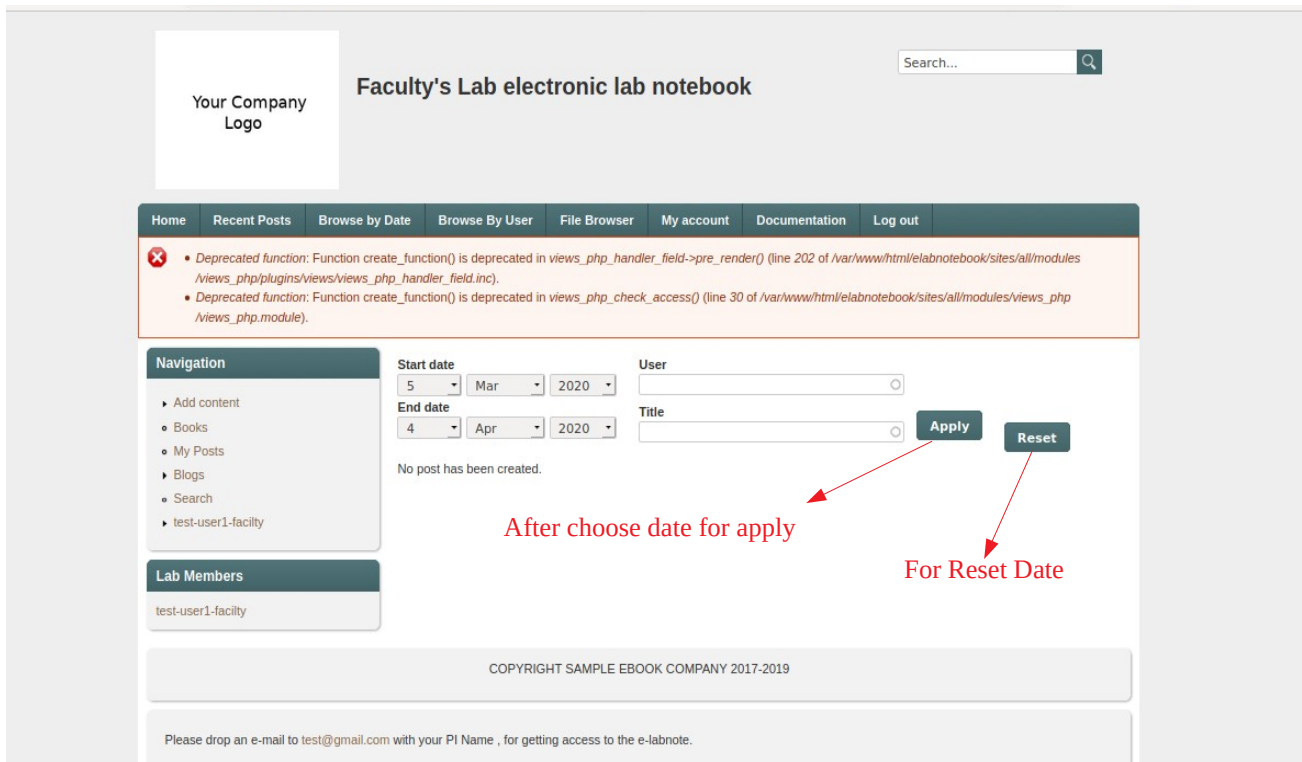 Your Company
Logo
Faculty's Lab electronic lab notebook
Search...
Home Recent Posts Browse by Date Browse By User File Browser My account Documentation Log out
Deprecated function: Function create_function() is deprecated in views_php_handler_field->pre_render() (line 202 of /var/www/html/elabnotebook/sites/all/modules
/views_php/plugins/views/views_php_handler_field.inc).
Deprecated function: Function create_function() is deprecated in views_php_check_access() (line 30 of /var/www/html/elabnotebook/sites/all/modules/views_php
/views_php.module).
Navigation
Add content
Books
My Posts
Blogs
Search
test-user1-facilty
Lab Members
test-user1-facilty
Start date
5 Mar 2020
End date
4 Apr 2020
User
Title
Apply
Reset
No post has been created.
After choose date for apply
For Reset Date
COPYRIGHT SAMPLE EBOOK COMPANY 2017-2019
Please drop an e-mail to test@gmail.com with your PI Name , for getting access to the e-labnote.